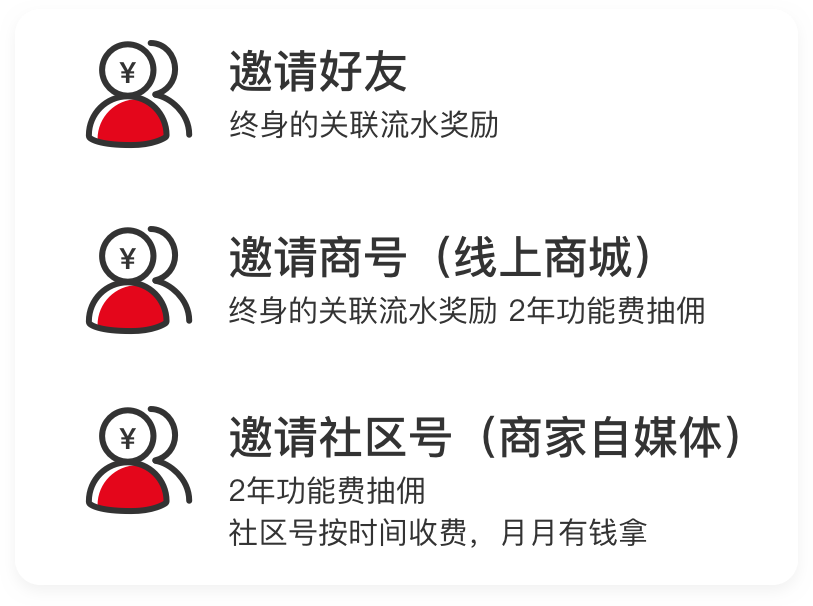 ¥
邀请好友
终身的关联流水奖励
¥
邀请商号（线上商城）
终身的关联流水奖励 2年功能费抽佣
¥
邀请社区号（商家自媒体）
2年功能费抽佣
社区号按时间收费，月月有钱拿